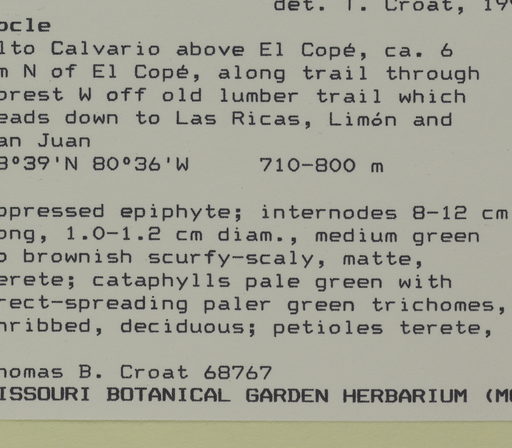 det. T. Croat, 19
ocle
lto Calvario above El Copé, ca. 6
m N of El Copé, along trail through
orest W off old lumber trail which
eads down to Las Ricas, Limón and
an Juan
8°39'N 80°36'W 710-800 m
ppressed epiphyte; internodes 8-12 cm
ong, 1.0-1.2 cm diam., medium green
o brownish scurfy-scaly, matte,
erete; cataphylls pale green with
rect-spreading paler green trichomes,
nribbed, deciduous; petioles terete,
homas B. Croat 68767
ISSOURI BOTANICAL GARDEN HERBARIUM (MO